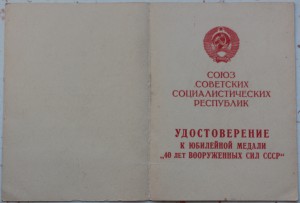 СОЮЗ
СОВЕТСКИХ
СОЦИАЛИСТИЧЕСКИХ
РЕСПУБЛИК
УДОСТОВЕРЕНИЕ
К ЮБИЛЕЙНОЙ МЕДАЛИ
„40 ЛЕТ ВООРУЖЕННЫХ СИЛ СССР"